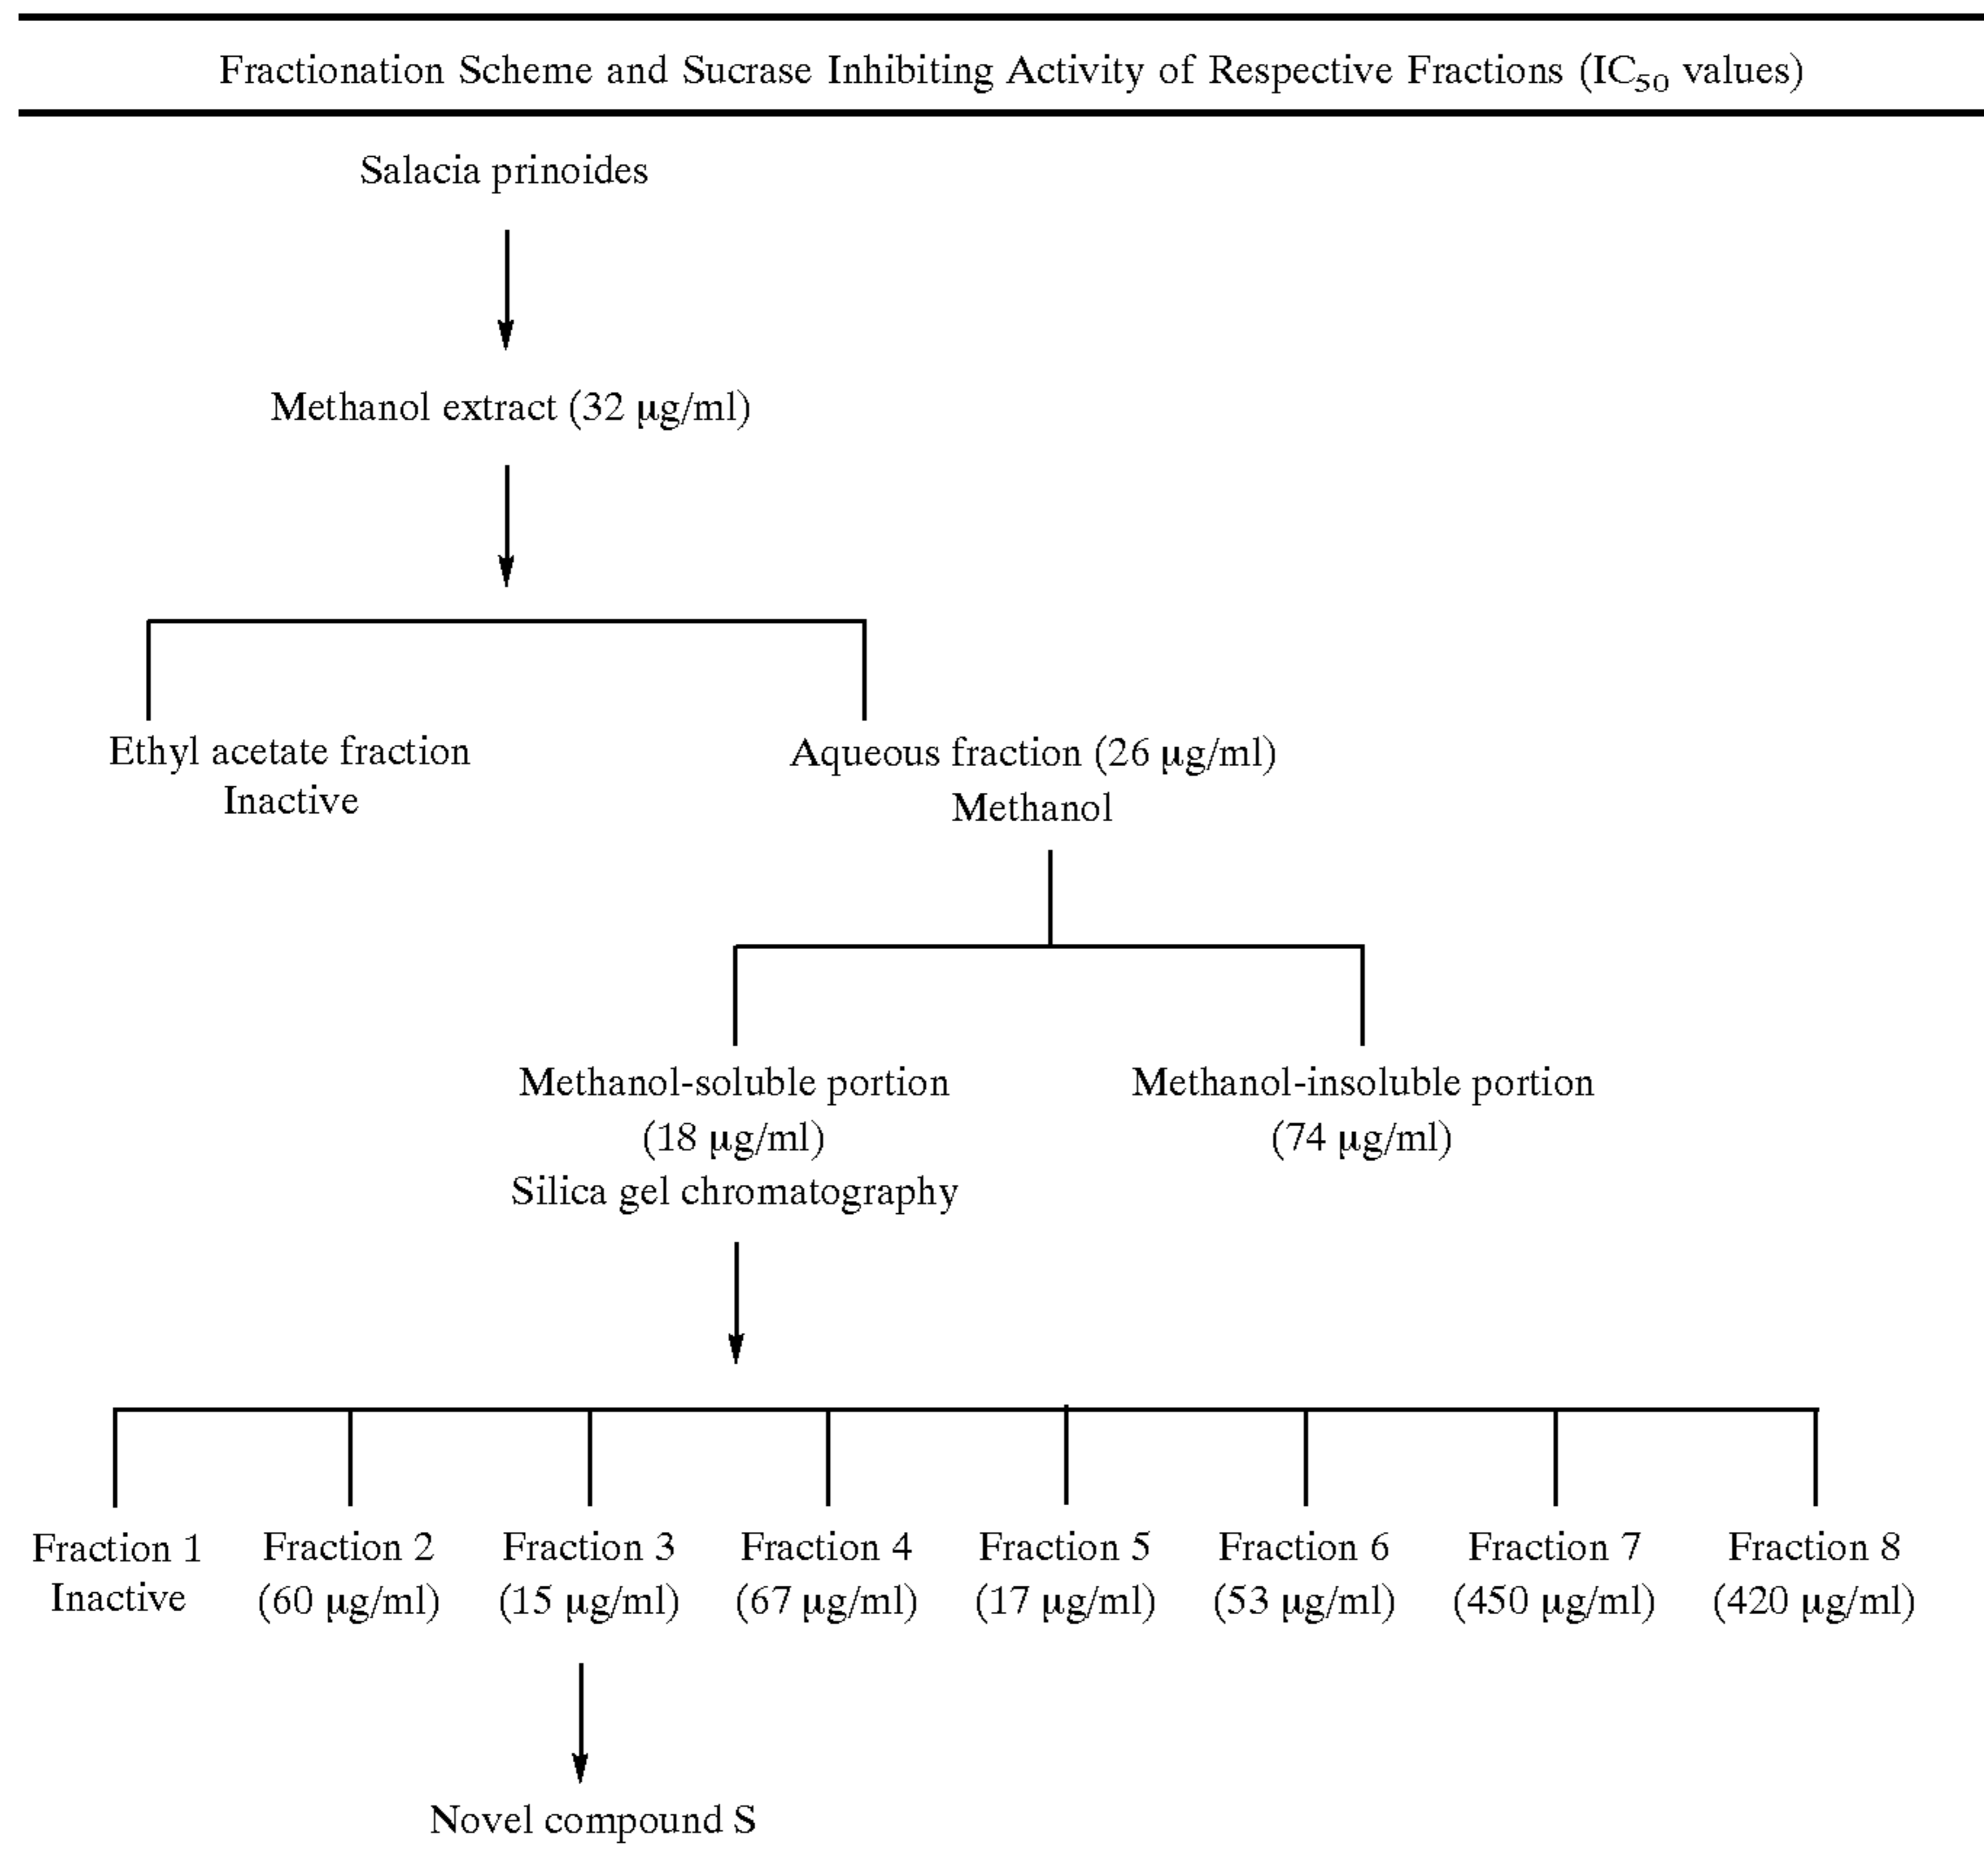 Fractionation Scheme and Sucrase Inhibiting Activity of Respective Fractions (IC₅₀ values)
Salacia prinoides
Methanol extract (32 μg/ml)
Ethyl acetate fraction
Inactive
Aqueous fraction (26 μg/ml)
Methanol
Methanol-soluble portion
(18 μg/ml)
Silica gel chromatography
Methanol-insoluble portion
(74 μg/ml)
Fraction 1
Inactive
Fraction 2
(60 μg/ml)
Fraction 3
(15 μg/ml)
Fraction 4
(67 μg/ml)
Fraction 5
(17 μg/ml)
Fraction 6
(53 μg/ml)
Fraction 7
(450 μg/ml)
Fraction 8
(420 μg/ml)
Novel compound S